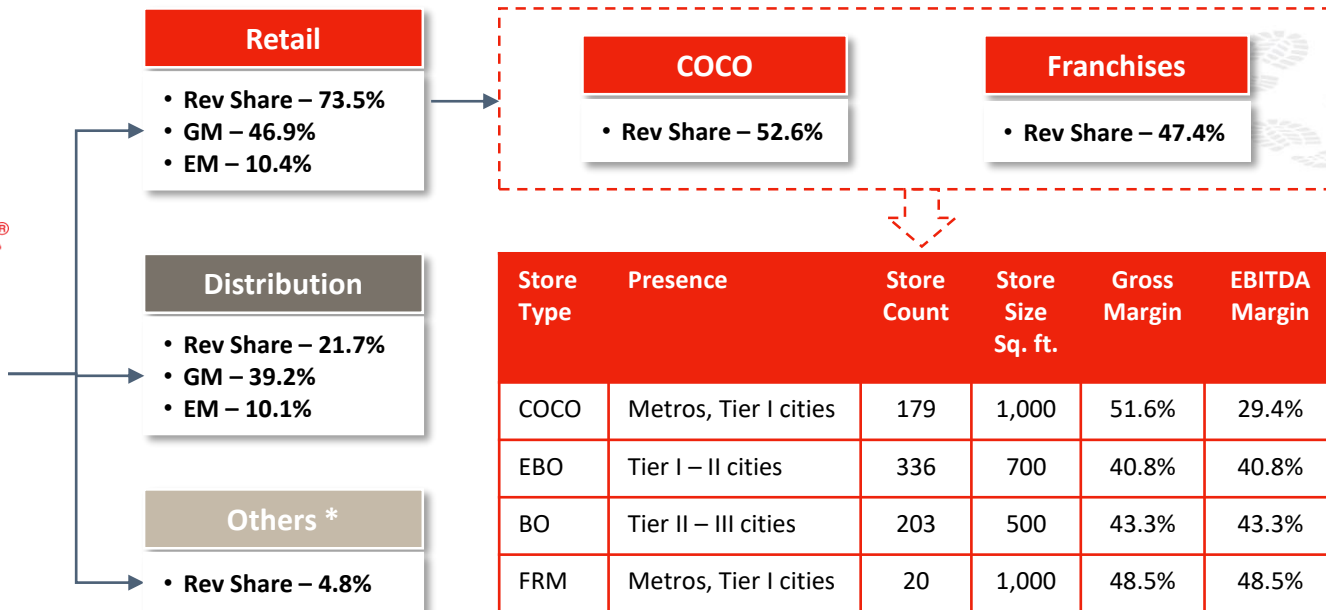 Retail
• Rev Share – 73.5%
• GM – 46.9%
• EM – 10.4%
COCO
• Rev Share – 52.6%
Franchises
• Rev Share – 47.4%
®
Distribution
• Rev Share – 21.7%
• GM – 39.2%
• EM – 10.1%
Others *
• Rev Share – 4.8%
Store Type Presence Store Count Store Size Sq. ft. Gross Margin EBITDA Margin
COCO Metros, Tier I cities 179 1,000 51.6% 29.4%
EBO Tier I – II cities 336 700 40.8% 40.8%
BO Tier II – III cities 203 500 43.3% 43.3%
FRM Metros, Tier I cities 20 1,000 48.5% 48.5%